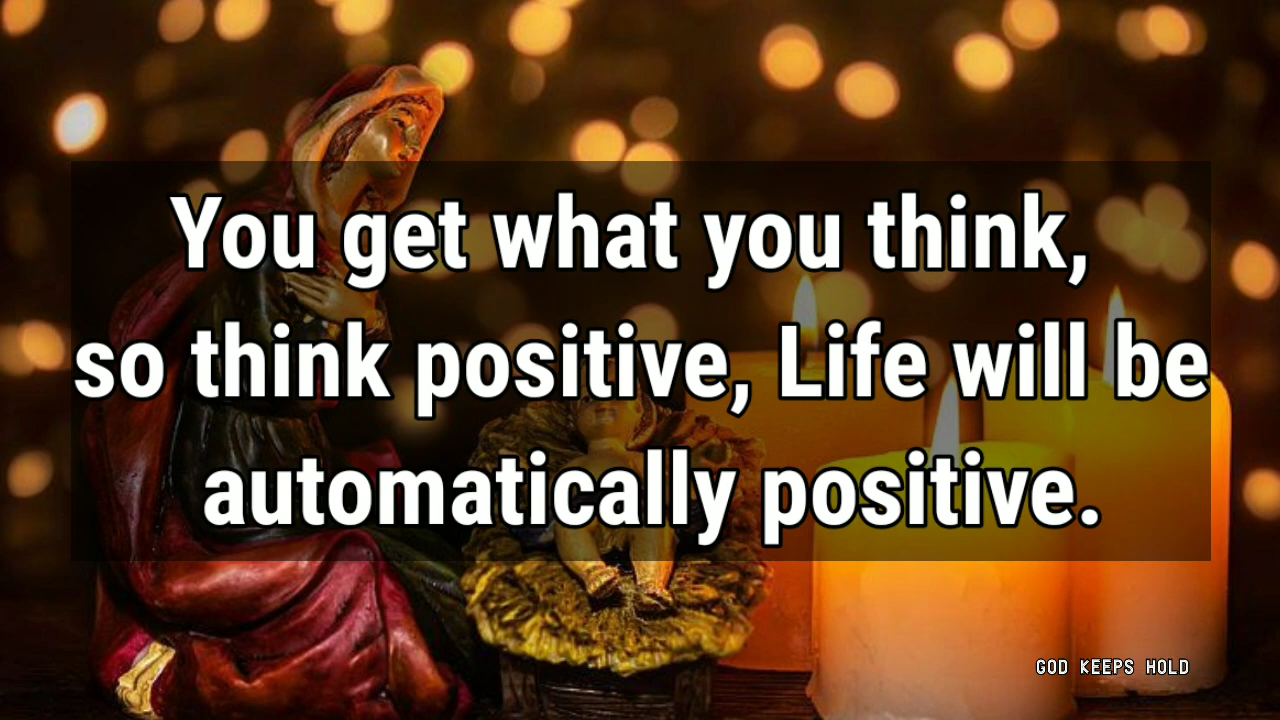 You get what you think,
so think positive, Life will be
automatically positive.
GOD KEEPS HOLD